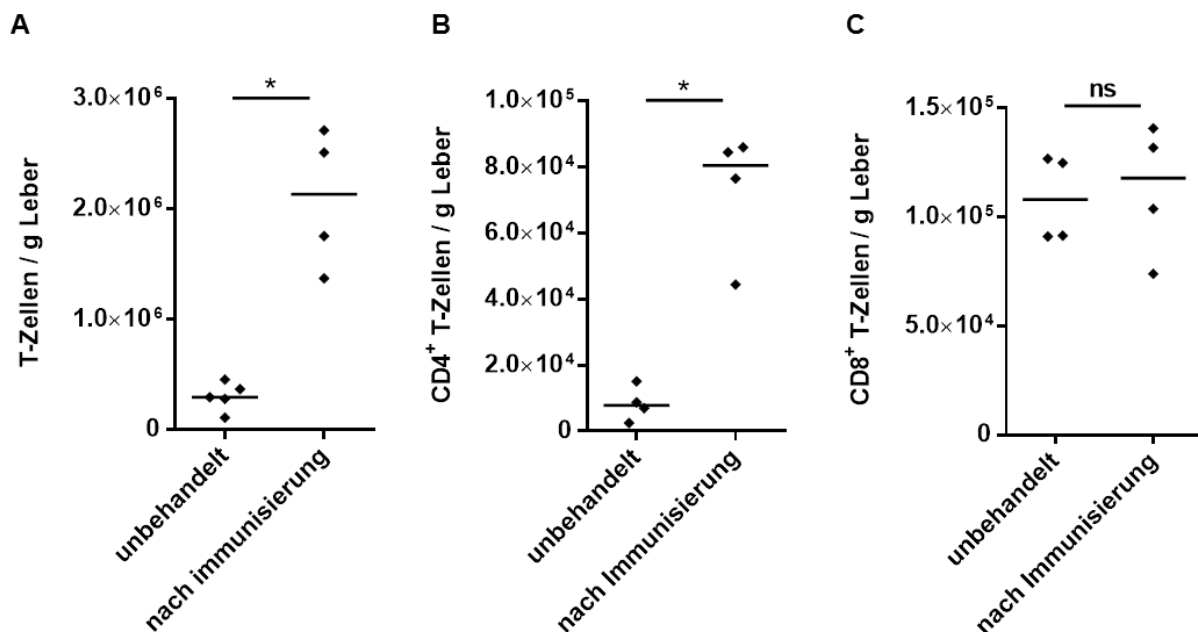 A
T-Zellen / g Leber
3.0×10⁶
2.0×10⁶
1.0×10⁶
0
*
unbehandelt
nach immunisierung
B
CD4⁺ T-Zellen / g Leber
1.0×10⁵
8.0×10⁴
6.0×10⁴
4.0×10⁴
2.0×10⁴
0
*
unbehandelt
nach Immunisierung
C
CD8⁺ T-Zellen / g Leber
1.5×10⁵
1.0×10⁵
5.0×10⁴
0
ns
unbehandelt
nach Immunisierung